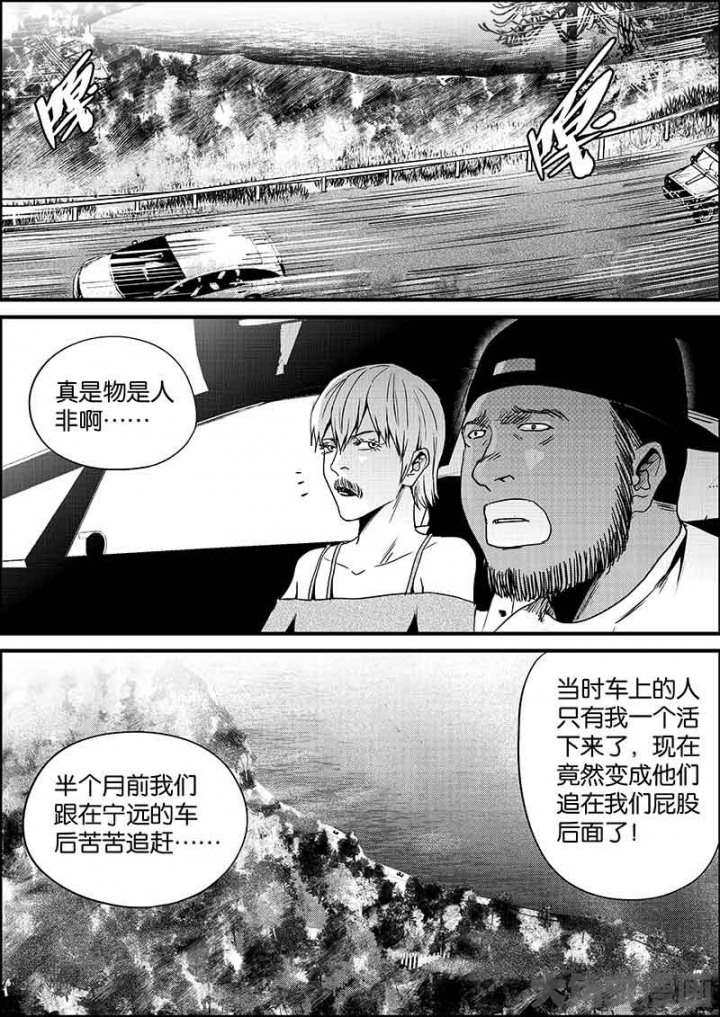 嘎
嘎
真是物是人
非啊……
半个月前我们
跟在宁远的车
后苦苦追赶……
当时车上的人
只有我一个活
下来了，现在
竟然变成他们
追在我们屁股
后面了！